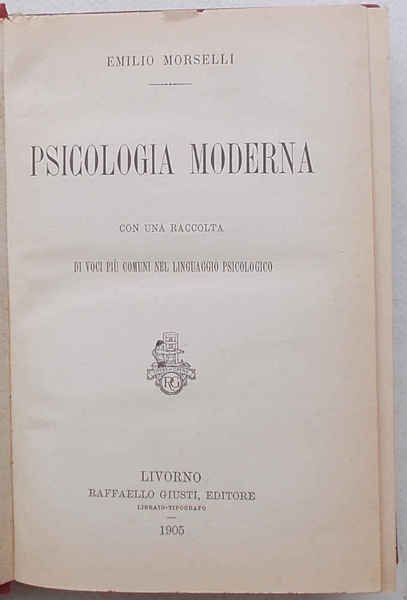 EMILIO MORSELLI
PSICOLOGIA MODERNA
CON UNA RACCOLTA
DI VOCI PIÙ COMUNI NEL LINGUAGGIO PSICOLOGICO
RG
LIVORNO
RAFFAELLO GIUSTI, EDITORE
LIBRAIO-TIPOGRAFO
1905